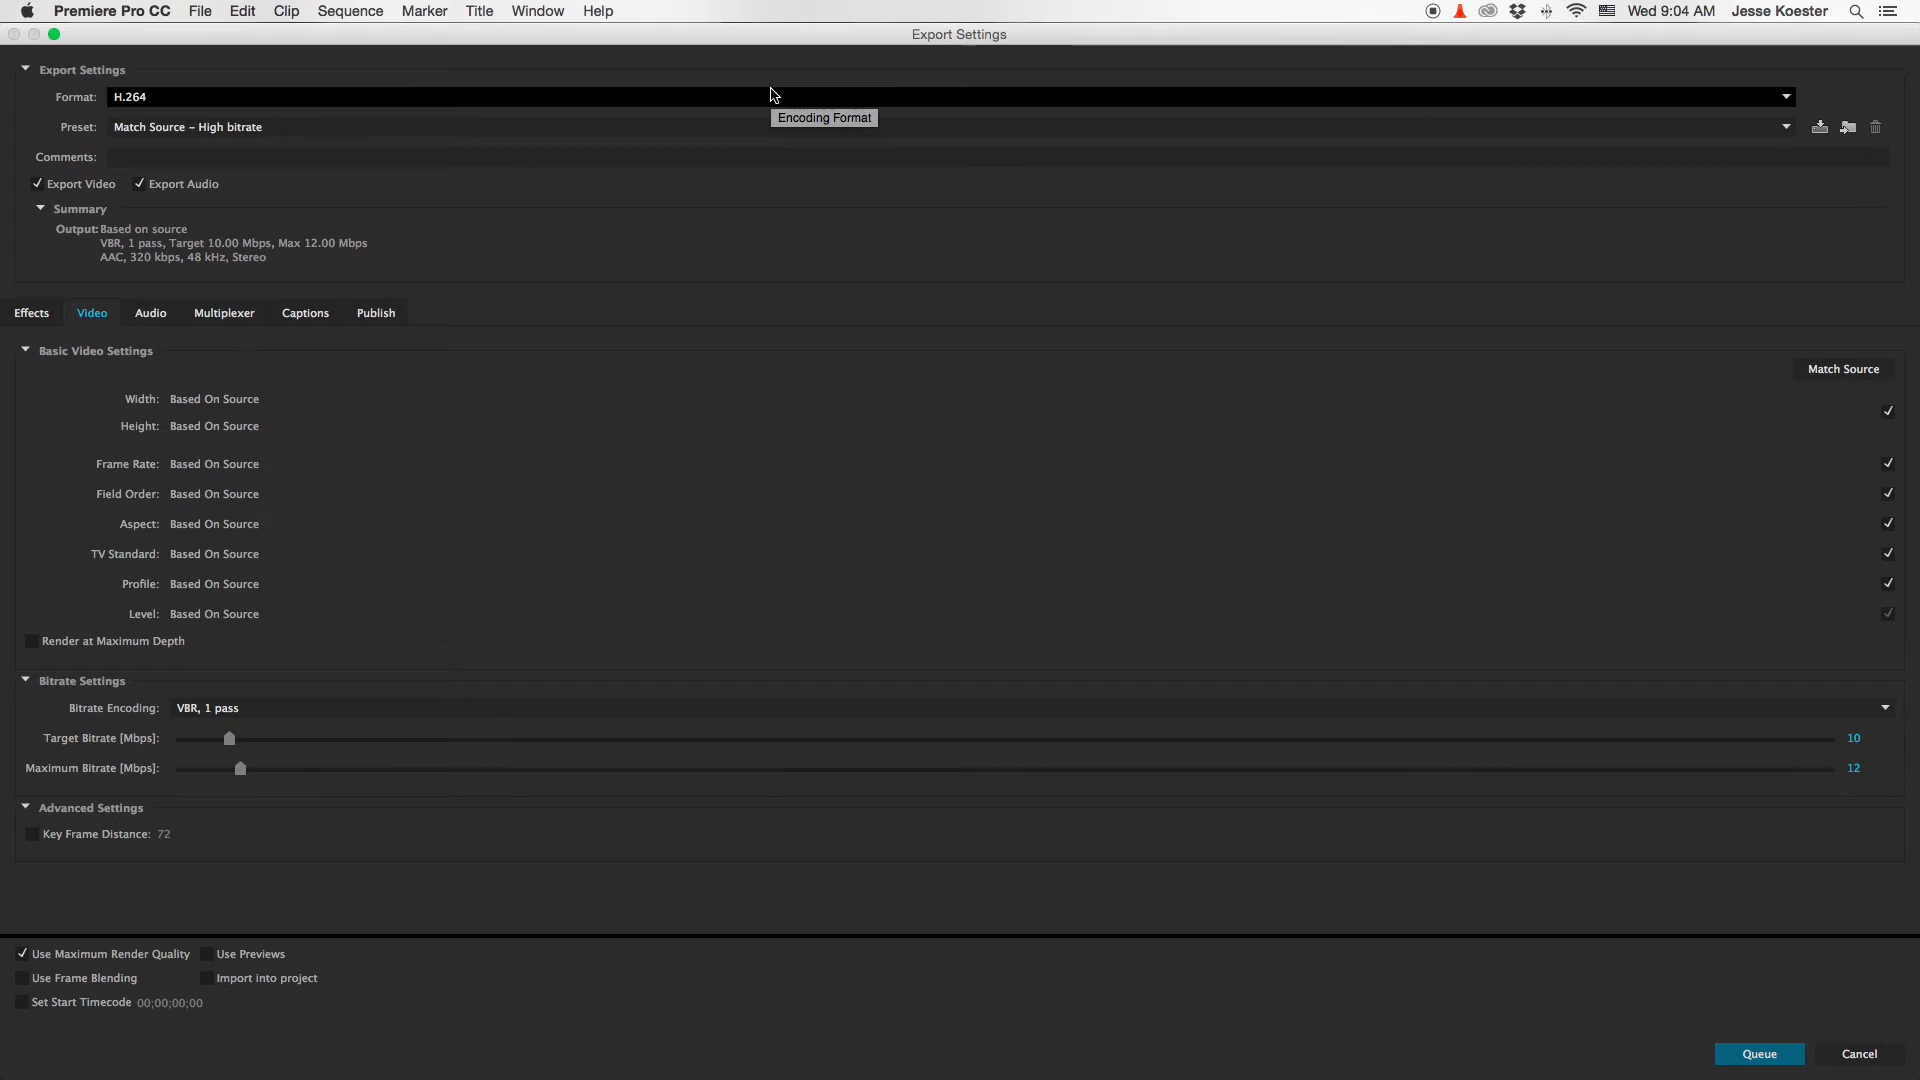 Premiere Pro CC File Edit Clip Sequence Marker Title Window Help Wed 9:04 AM Jesse Koester
Export Settings
Export Settings
Format: H.264
Encoding Format
Preset: Match Source – High bitrate
Comments:
Export Video Export Audio
Summary
Output: Based on source
VBR, 1 pass, Target 10.00 Mbps, Max 12.00 Mbps
AAC, 320 kbps, 48 kHz, Stereo
Effects Video Audio Multiplexer Captions Publish
Basic Video Settings
Match Source
Width: Based On Source
Height: Based On Source
Frame Rate: Based On Source
Field Order: Based On Source
Aspect: Based On Source
TV Standard: Based On Source
Profile: Based On Source
Level: Based On Source
Render at Maximum Depth
Bitrate Settings
Bitrate Encoding: VBR, 1 pass
Target Bitrate [Mbps]: 10
Maximum Bitrate [Mbps]: 12
Advanced Settings
Key Frame Distance: 72
Use Maximum Render Quality Use Previews
Use Frame Blending Import into project
Set Start Timecode 00;00;00;00
Queue Cancel